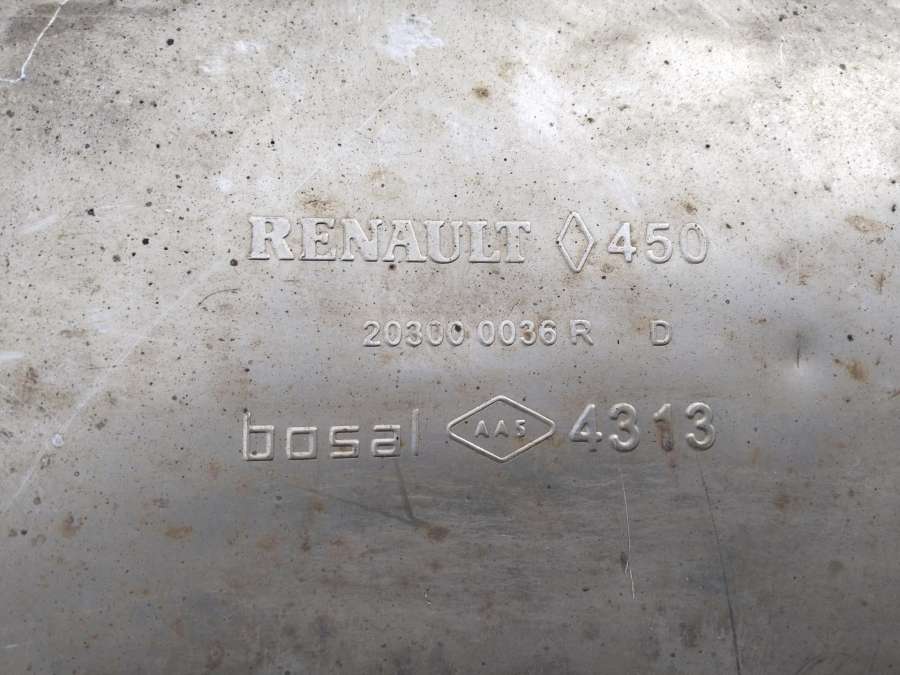 RENAULT 450
20300 0036 R D
bosal AA5 4313